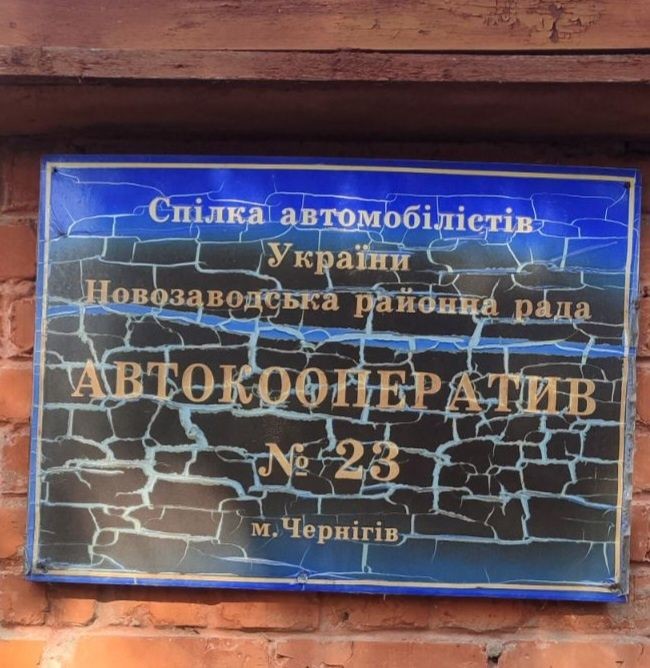 Спілка автомобілістів
України
Новозаводська районна рада
АВТОКООПЕРАТИВ
№ 23
м. Чернігів